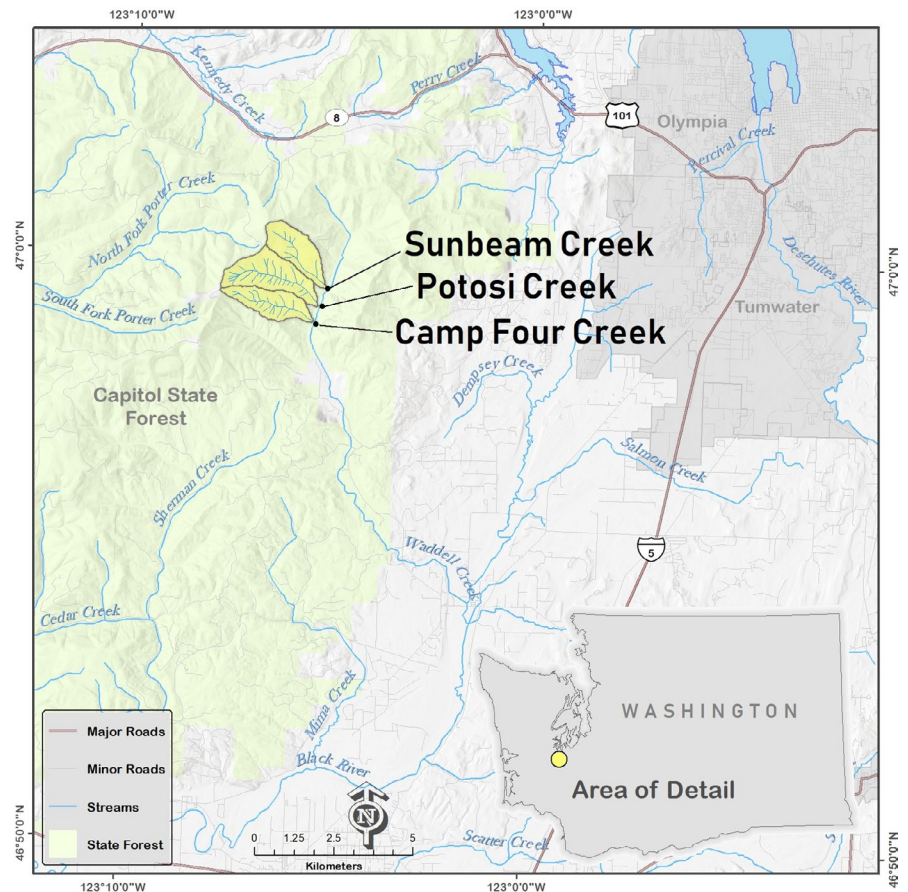 123°10'0"W
123°0'0"W
Kennedy Creek
Perry Creek
8
101
Olympia
Percival Creek
North Fork Porter Creek
47°0'0"N
Sunbeam Creek
Deschutes River
47°0'0"N
Potosi Creek
South Fork Porter Creek
Tumwater
Camp Four Creek
Dempsey Creek
Capitol State
Forest
Salmon Creek
Sherman Creek
5
Waddell Creek
Cedar Creek
Mima Creek
WASHINGTON
Major Roads
Minor Roads
Streams
State Forest
Black River
Area of Detail
N
Scatter Creek
46°50'0"N
46°50'0"N
0 1.25 2.5 5
Kilometers
123°10'0"W
123°0'0"W